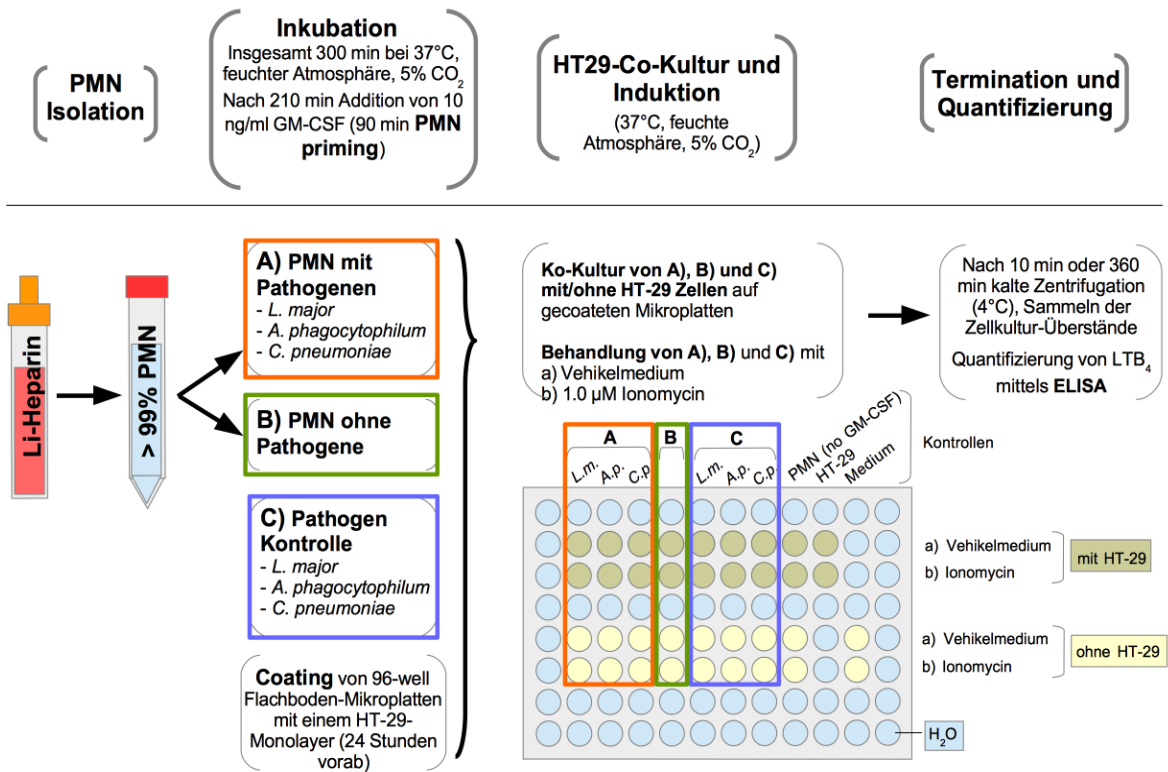 PMN
Isolation
Inkubation
Insgesamt 300 min bei 37°C,
feuchter Atmosphäre, 5% CO2
Nach 210 min Addition von 10
ng/ml GM-CSF (90 min PMN
priming)
HT29-Co-Kultur und
Induktion
(37°C, feuchte
Atmosphäre, 5% CO2)
Termination und
Quantifizierung
Li-Heparin
> 99% PMN
A) PMN mit
Pathogenen
- L. major
- A. phagocytophilum
- C. pneumoniae
B) PMN ohne
Pathogene
C) Pathogen
Kontrolle
- L. major
- A. phagocytophilum
- C. pneumoniae
Coating von 96-well
Flachboden-Mikroplatten
mit einem HT-29-
Monolayer (24 Stunden
vorab)
Ko-Kultur von A), B) und C)
mit/ohne HT-29 Zellen auf
gecoateten Mikroplatten
Behandlung von A), B) und C) mit
a) Vehikelmedium
b) 1.0 µM Ionomycin
Nach 10 min oder 360
min kalte Zentrifugation
(4°C), Sammeln der
Zellkultur-Überstände
Quantifizierung von LTB4
mittels ELISA
A
B
C
L.m.
A.p.
C.p
L.m.
A.p.
C.p.
PMN (no GM-CSF)
HT-29
Medium
Kontrollen
a) Vehikelmedium
b) Ionomycin
mit HT-29
a) Vehikelmedium
b) Ionomycin
ohne HT-29
H2O